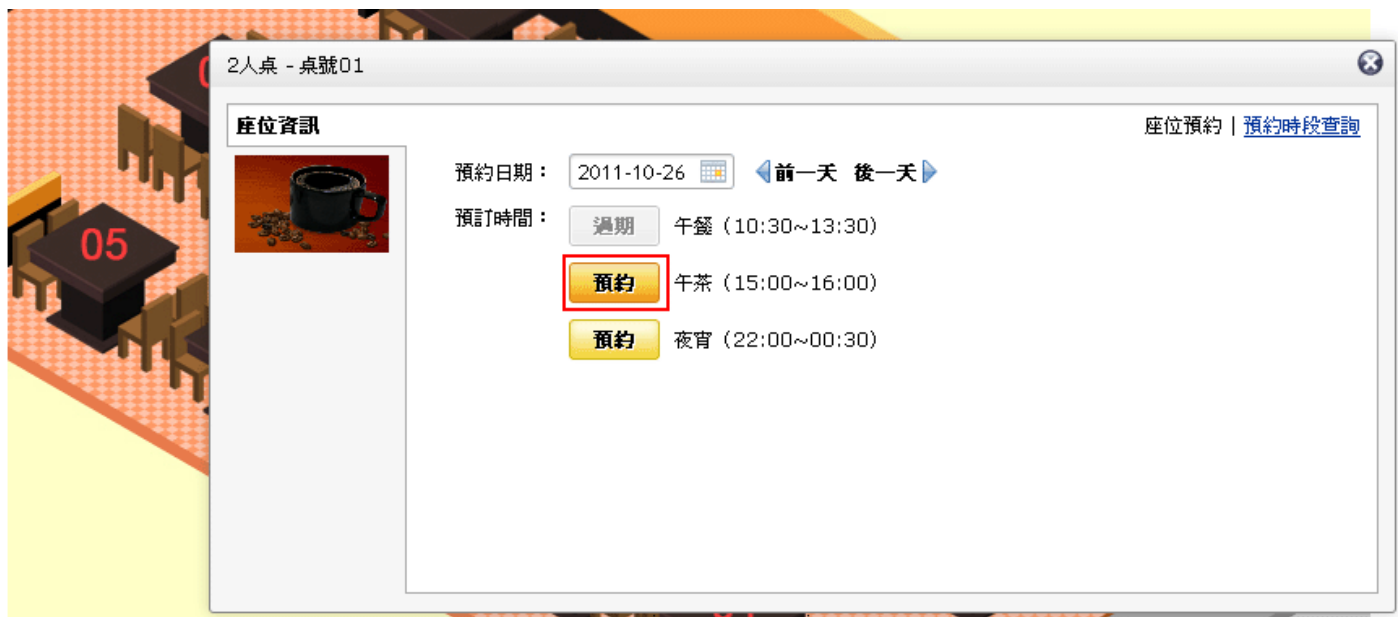 2人桌 - 桌號01
座位資訊
座位預約 | 預約時段查詢
預約日期： 2011-10-26 前一天 後一天
預訂時間： 過期 午餐 (10:30~13:30)
預約 午茶 (15:00~16:00)
預約 夜宵 (22:00~00:30)
05